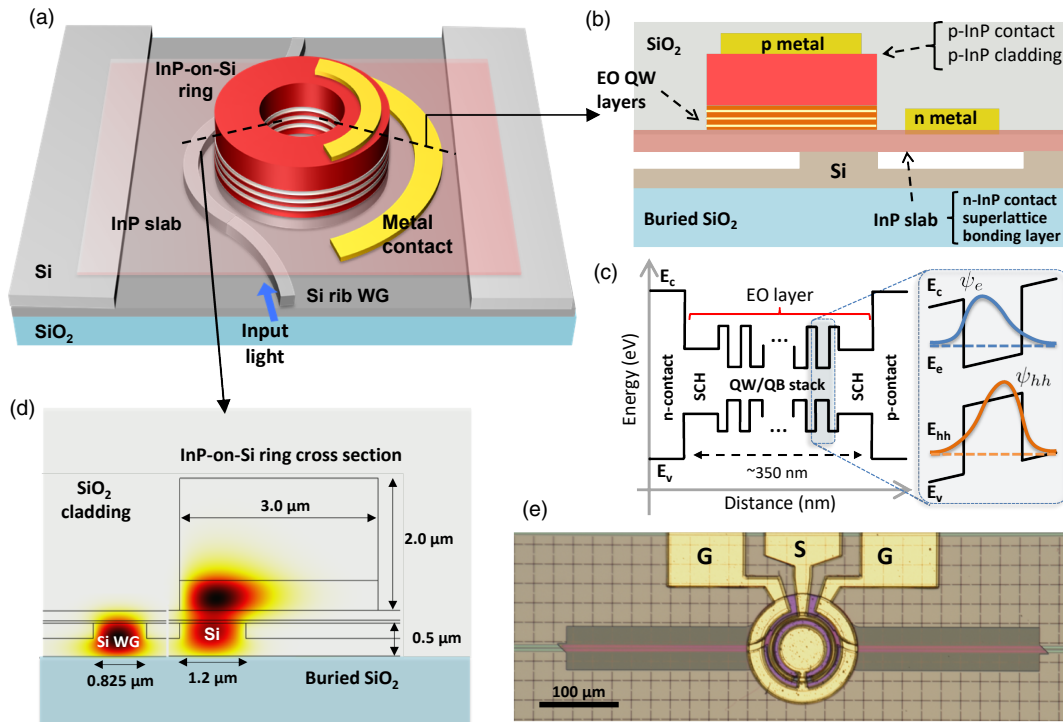 (a)
InP-on-Si
ring
InP slab
Metal
contact
Si
Si rib WG
SiO2
Input
light
(b)
SiO2
p metal
p-InP contact
p-InP cladding
EO QW
layers
n metal
Si
Buried SiO2
InP slab
n-InP contact
superlattice
bonding layer
(c)
Energy (eV)
Ec
EO layer
n-contact
SCH
QW/QB stack
SCH
p-contact
...
...
~350 nm
Ev
Distance (nm)
Ec
ψe
Ee
ψhh
Ehh
Ev
(d)
InP-on-Si ring cross section
SiO2
cladding
3.0 µm
2.0 µm
Si WG
Si
0.5 µm
0.825 µm
1.2 µm
Buried SiO2
(e)
G
S
G
100 µm